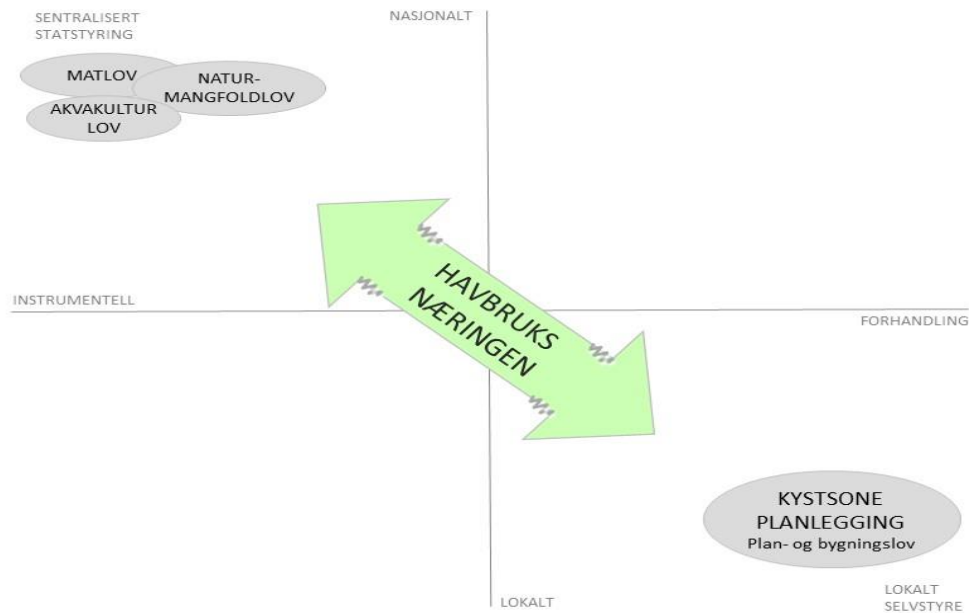 SENTRALISERT
STATSTYRING
NASJONALT
MATLOV
NATUR-
MANGFOLDLOV
AKVAKULTUR
LOV
INSTRUMENTELL
HAVBRUKS
NÆRINGEN
FORHANDLING
KYSTSONE
PLANLEGGING
Plan- og bygningslov
LOKALT
SELVSTYRE
LOKALT